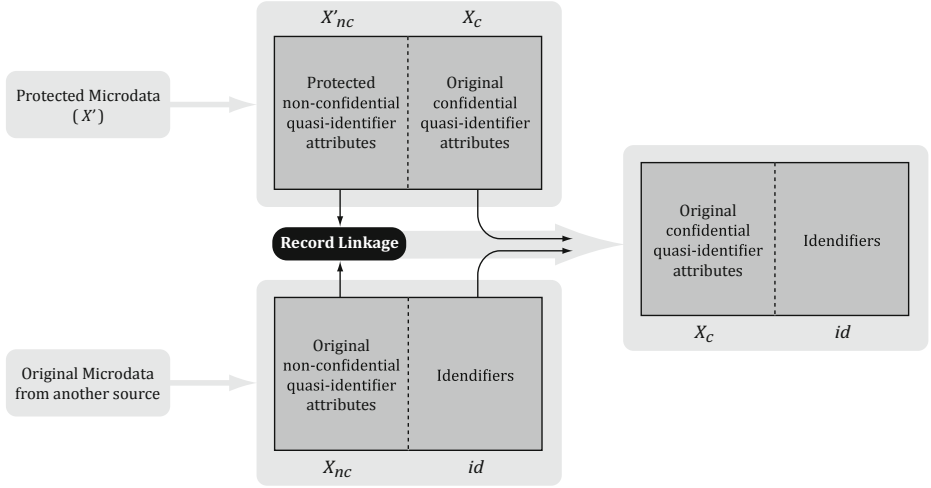 X'nc
Xc
Protected Microdata
(X')
Protected
non-confidential
quasi-identifier
attributes
Original
confidential
quasi-identifier
attributes
Record Linkage
Original
confidential
quasi-identifier
attributes
Idendifiers
Xc
id
Original Microdata
from another source
Original
non-confidential
quasi-identifier
attributes
Idendifiers
Xnc
id